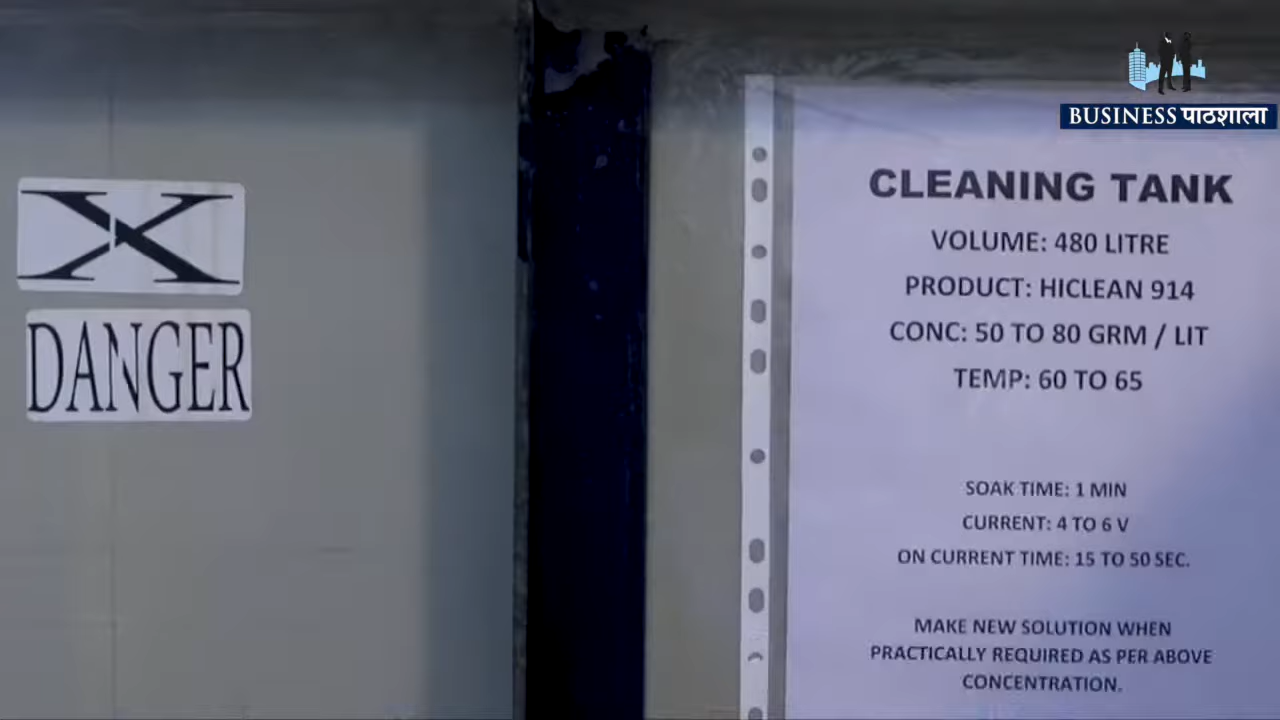 BUSINESS पाठशाला
X
DANGER
CLEANING TANK
VOLUME: 480 LITRE
PRODUCT: HICLEAN 914
CONC: 50 TO 80 GRM / LIT
TEMP: 60 TO 65
SOAK TIME: 1 MIN
CURRENT: 4 TO 6 V
ON CURRENT TIME: 15 TO 50 SEC.
MAKE NEW SOLUTION WHEN
PRACTICALLY REQUIRED AS PER ABOVE
CONCENTRATION.